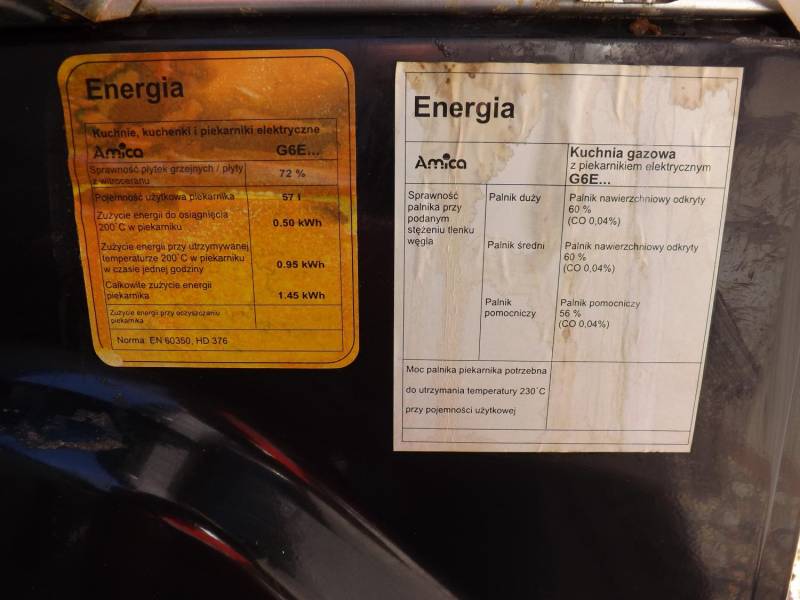 Energia
Kuchnie, kuchenki i piekarniki elektryczne
Amica G6E...
Sprawność płytek grzejnych / płyty
z witroceranu
72 %
Pojemność użytkowa piekarnika
57 l
Zużycie energii do osiągnięcia
200°C w piekarniku
0.50 kWh
Zużycie energii przy utrzymywanej
temperaturze 200°C w piekarniku
w czasie jednej godziny
0.95 kWh
Całkowite zużycie energii
piekarnika
1.45 kWh
Zużycie energii przy oczyszczaniu
piekarnika
Norma: EN 60350, HD 376
Energia
Amica
Kuchnia gazowa
z piekarnikiem elektrycznym
G6E...
Sprawność
palnika przy
podanym
stężeniu tlenku
węgla
Palnik duży
Palnik nawierzchniowy odkryty
60 %
(CO 0,04%)
Palnik średni
Palnik nawierzchniowy odkryty
60 %
(CO 0,04%)
Palnik
pomocniczy
Palnik pomocniczy
56 %
(CO 0,04%)
Moc palnika piekarnika potrzebna
do utrzymania temperatury 230°C
przy pojemności użytkowej